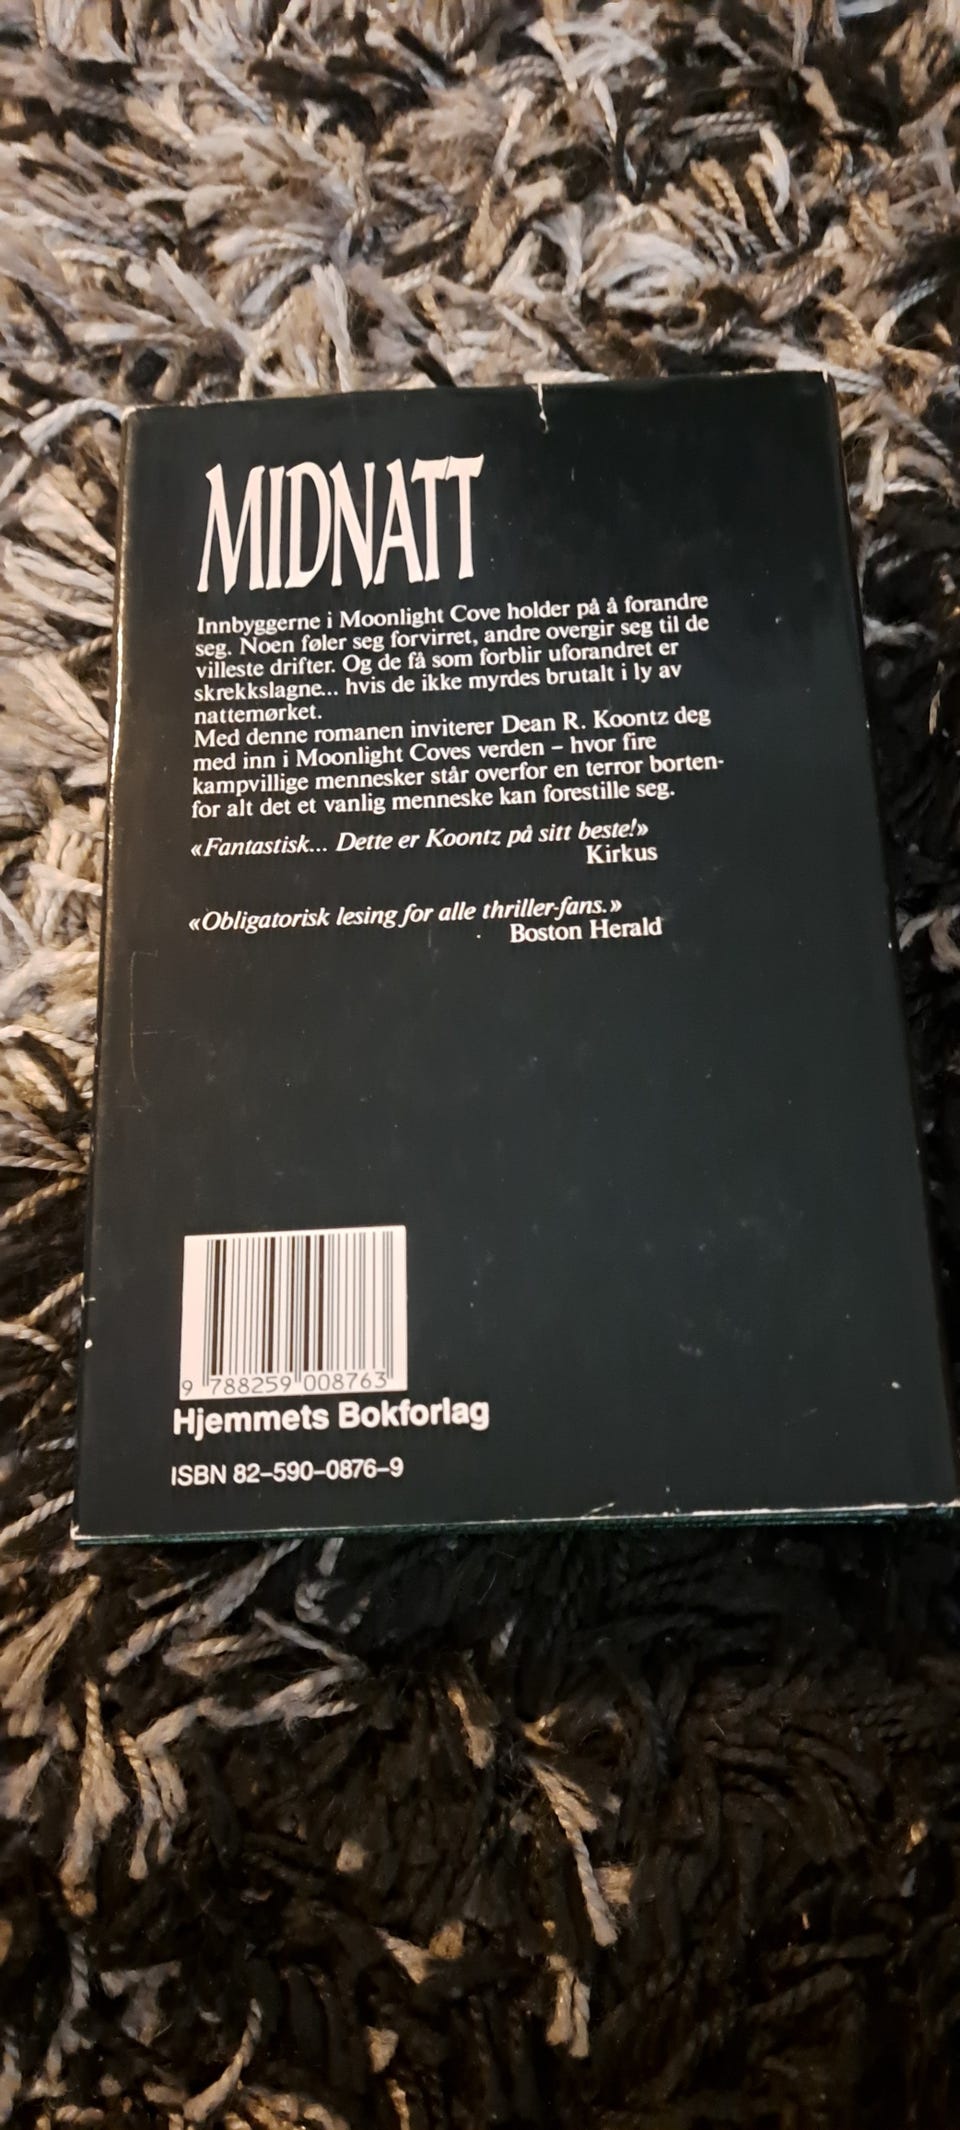 MIDNATT
Innbyggerne i Moonlight Cove holder på å forandre
seg. Noen føler seg forvirret, andre overgir seg til de
villeste drifter. Og de få som forblir uforandret er
skrekkslagne... hvis de ikke myrdes brutalt i ly av
nattemørket.
Med denne romanen inviterer Dean R. Koontz deg
med inn i Moonlight Coves verden – hvor fire
kampvillige mennesker står overfor en terror borten-
for alt det et vanlig menneske kan forestille seg.
«Fantastisk... Dette er Koontz på sitt beste!»
Kirkus
«Obligatorisk lesing for alle thriller-fans.»
Boston Herald
9 788259 008763
Hjemmets Bokforlag
ISBN 82–590–0876–9